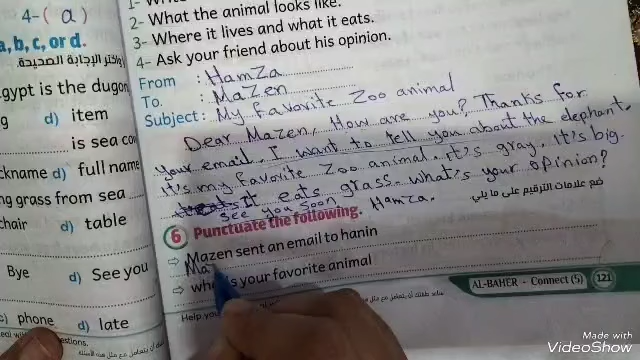 4- ( a )
a, b, c, or d.
اختر الإجابة الصحيحة.
gypt is the dugon
g d) item
is sea co
ckname d) full name
ng grass from sea
chair d) table
Bye d) See you
c) phone d) late
2- What the animal looks like.
3- Where it lives and what it eats.
4- Ask your friend about his opinion.
From : HamZa
To. : MaZen
Subject: My favorite Zoo animal
Dear MaZen, How are you? Thanks for
your email. I want to tell you about the elephant.
It's my favorite Zoo animal. It's gray. It's big.
It eats grass. what's your opinion?
see you soon Hamza.
6 Punctuate the following. ضع علامات الترقيم على ما يلي
⇨ Mazen sent an email to hanin
Maz
⇨ wh s your favorite animal
Help you
AL-BAHER - Connect (5) 121
Made with
VideoShow